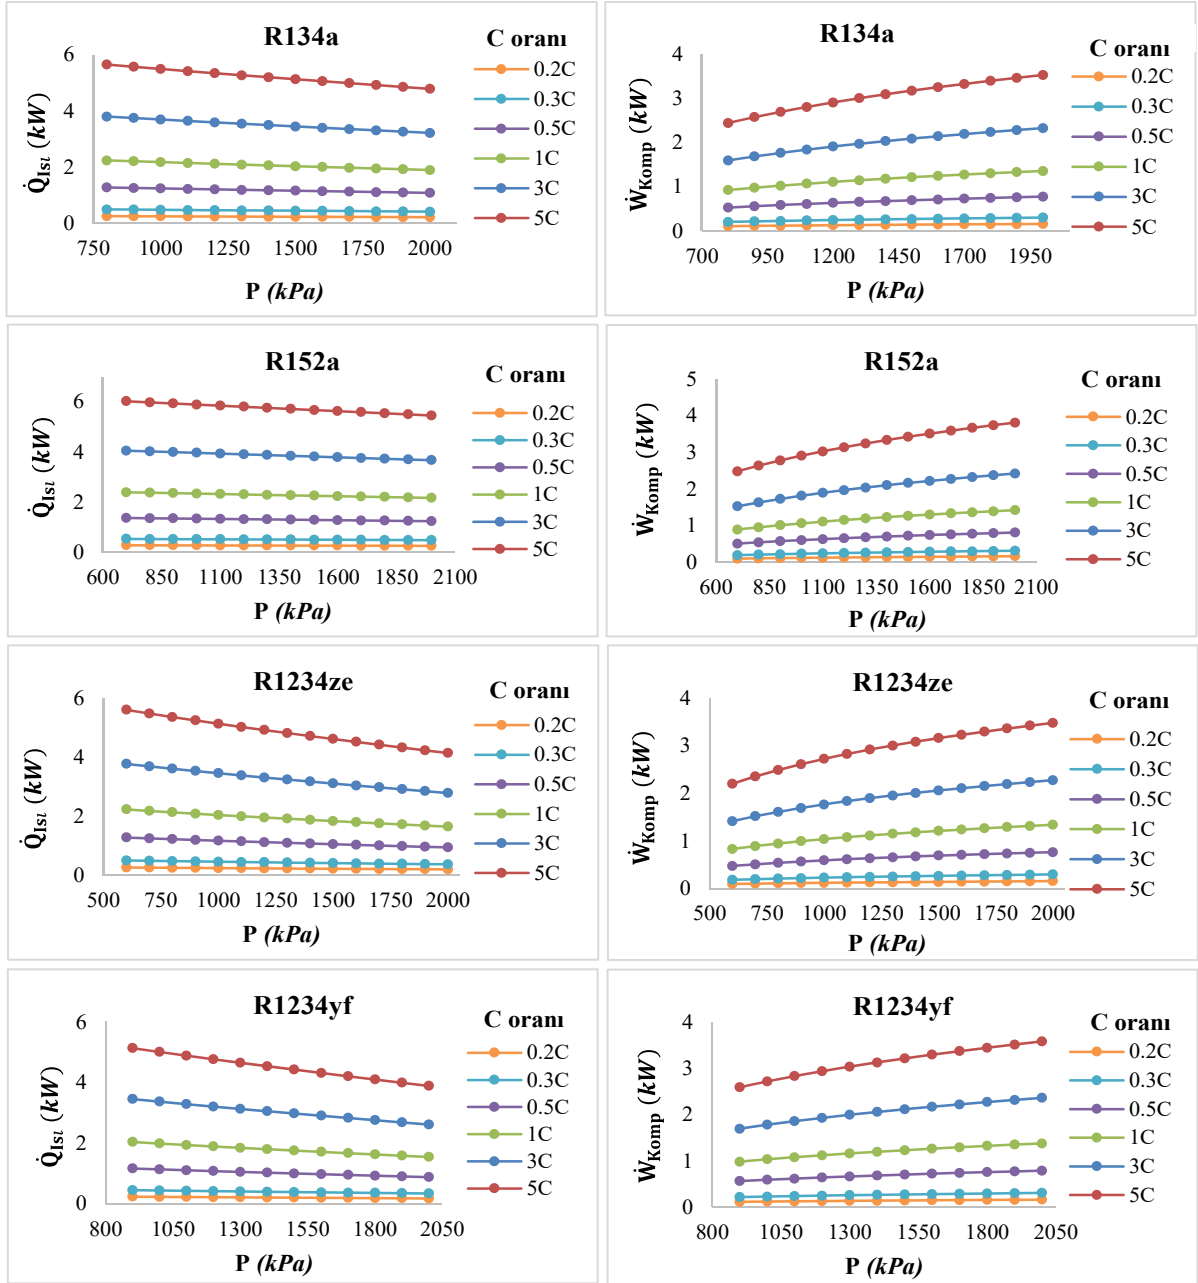 R134a
C oranı
6
4
2
0
Q̇Isı (kW)
0.2C
0.3C
0.5C
1C
3C
5C
750 1000 1250 1500 1750 2000
P (kPa)
R134a
C oranı
4
3
2
1
0
ẆKomp (kW)
0.2C
0.3C
0.5C
1C
3C
5C
700 950 1200 1450 1700 1950
P (kPa)
R152a
C oranı
6
4
2
0
Q̇Isı (kW)
0.2C
0.3C
0.5C
1C
3C
5C
600 850 1100 1350 1600 1850 2100
P (kPa)
R152a
C oranı
5
4
3
2
1
0
ẆKomp (kW)
0.2C
0.3C
0.5C
1C
3C
5C
600 850 1100 1350 1600 1850 2100
P (kPa)
R1234ze
C oranı
6
4
2
0
Q̇Isı (kW)
0.2C
0.3C
0.5C
1C
3C
5C
500 750 1000 1250 1500 1750 2000
P (kPa)
R1234ze
C oranı
4
3
2
1
0
ẆKomp (kW)
0.2C
0.3C
0.5C
1C
3C
5C
500 750 1000 1250 1500 1750 2000
P (kPa)
R1234yf
C oranı
6
4
2
0
Q̇Isı (kW)
0.2C
0.3C
0.5C
1C
3C
5C
800 1050 1300 1550 1800 2050
P (kPa)
R1234yf
C oranı
4
3
2
1
0
ẆKomp (kW)
0.2C
0.3C
0.5C
1C
3C
5C
800 1050 1300 1550 1800 2050
P (kPa)